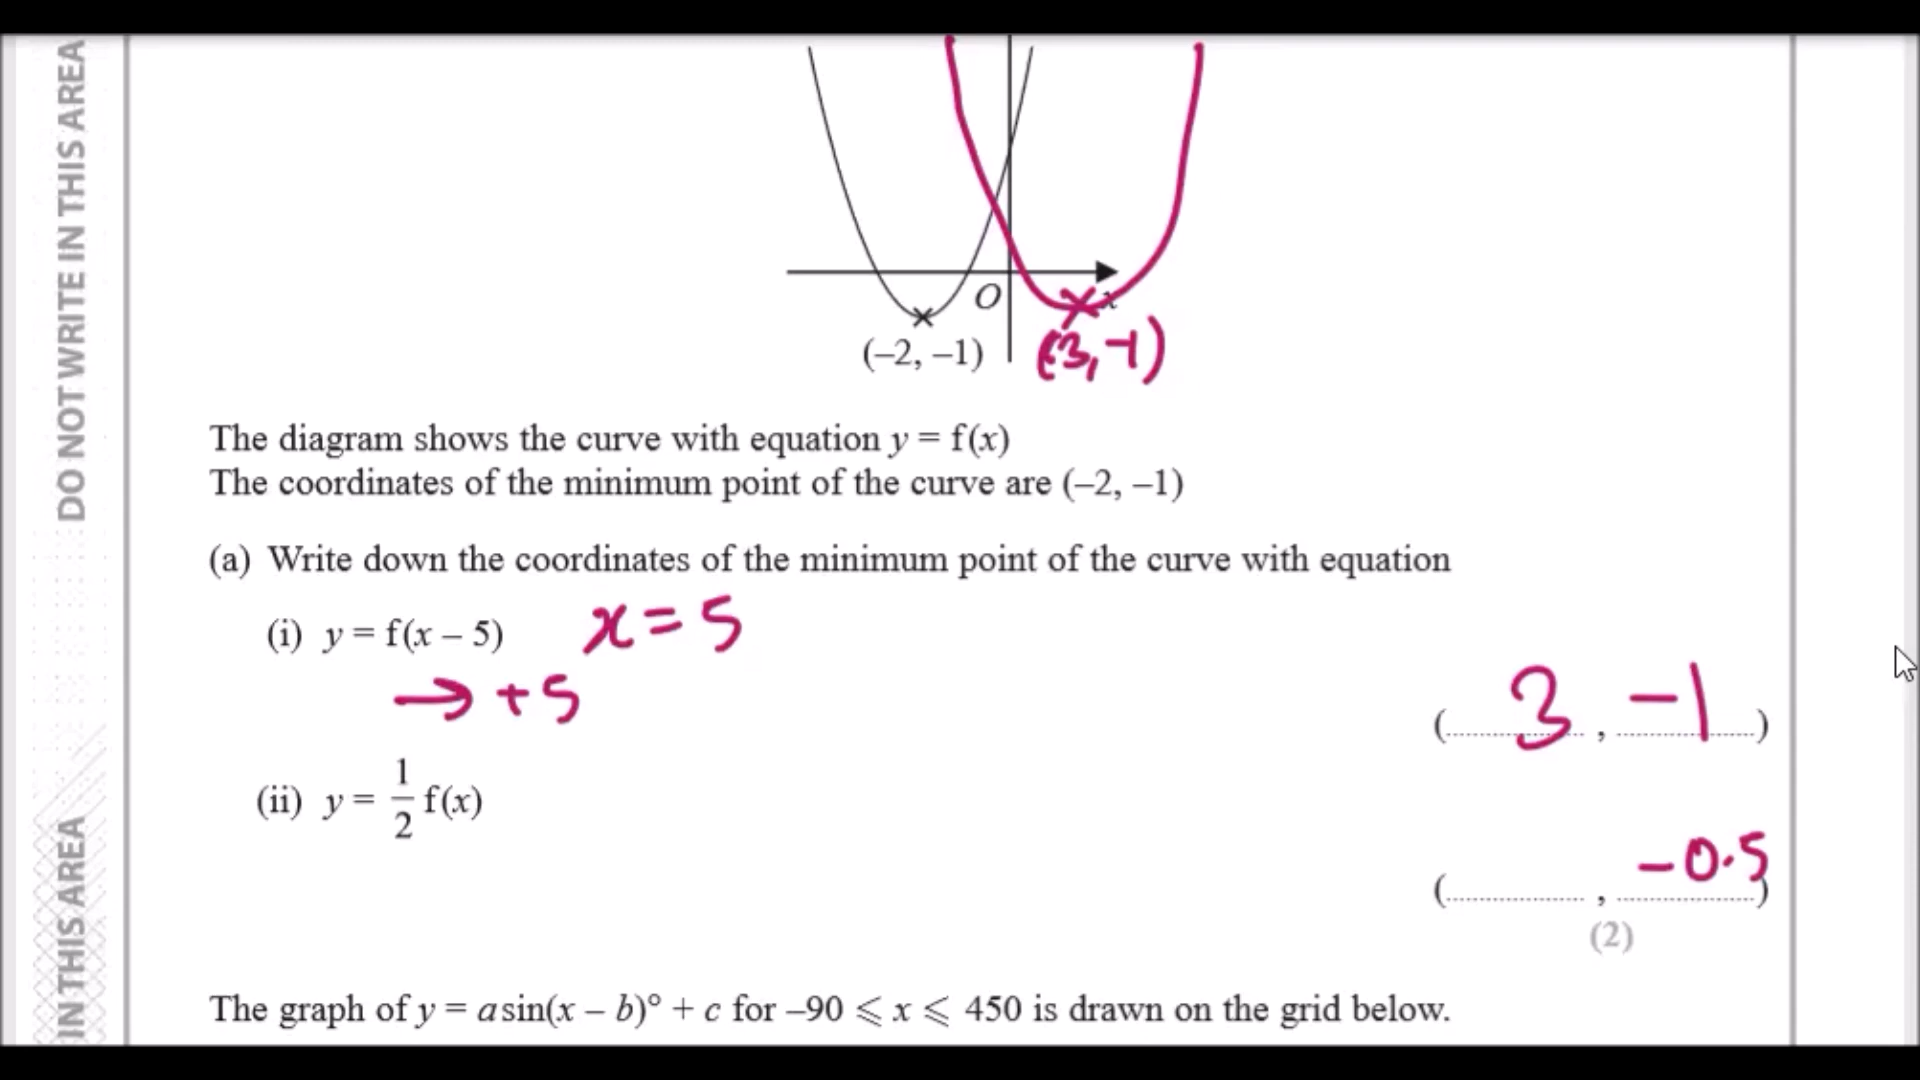 DO NOT WRITE IN THIS AREA
O
x
(–2, –1)
(3, -1)
The diagram shows the curve with equation y = f(x)
The coordinates of the minimum point of the curve are (–2, –1)
(a) Write down the coordinates of the minimum point of the curve with equation
(i) y = f(x – 5)
x = 5
→ +5
(3, -1)
(ii) y = 1/2 f(x)
(.................. , -0.5)
(2)
IN THIS AREA
The graph of y = a sin(x – b)° + c for –90 ⩽ x ⩽ 450 is drawn on the grid below.